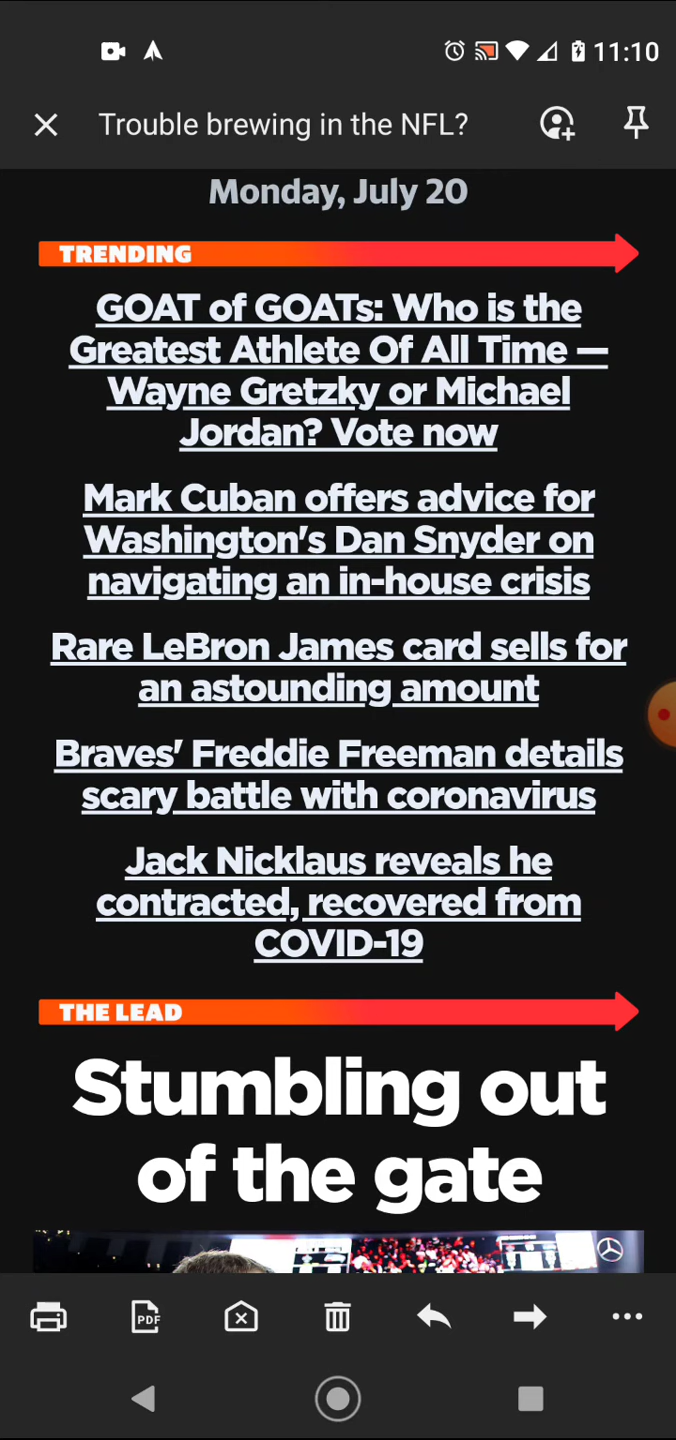 11:10
Trouble brewing in the NFL?
Monday, July 20
TRENDING
GOAT of GOATs: Who is the
Greatest Athlete Of All Time —
Wayne Gretzky or Michael
Jordan? Vote now
Mark Cuban offers advice for
Washington's Dan Snyder on
navigating an in-house crisis
Rare LeBron James card sells for
an astounding amount
Braves' Freddie Freeman details
scary battle with coronavirus
Jack Nicklaus reveals he
contracted, recovered from
COVID-19
THE LEAD
Stumbling out
of the gate
PDF